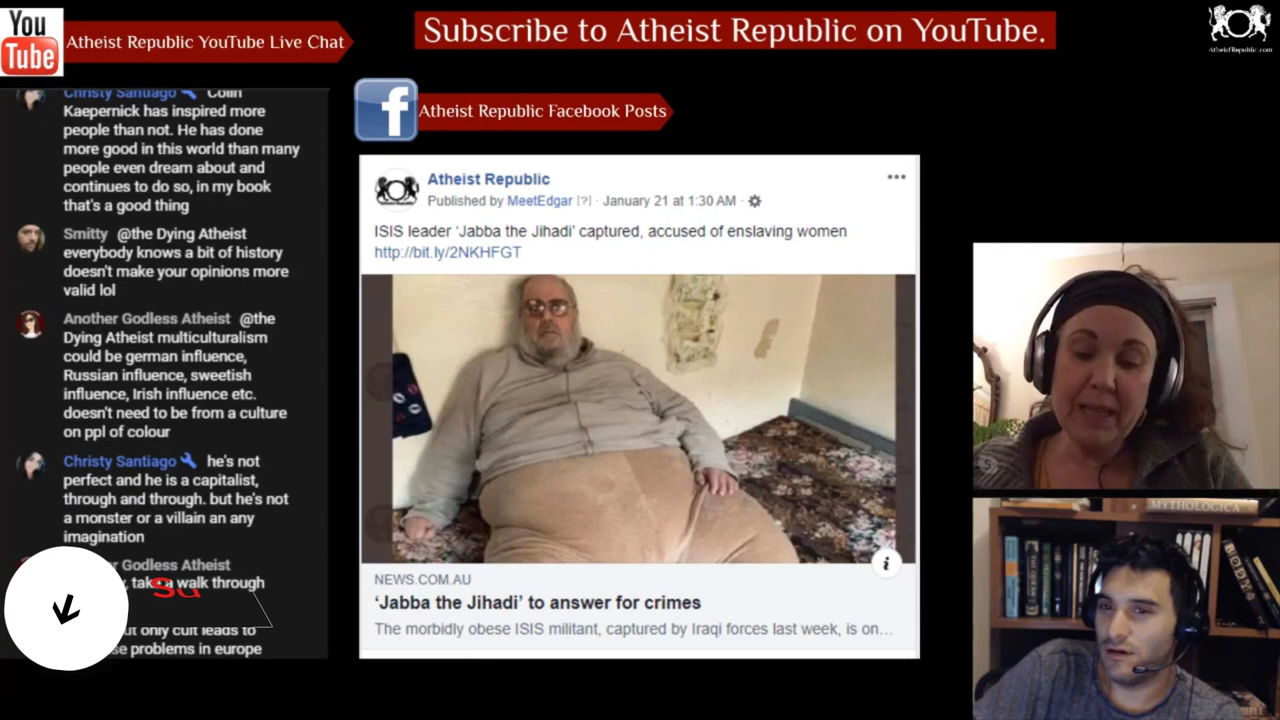 You
Tube
Atheist Republic YouTube Live Chat
Subscribe to Atheist Republic on YouTube.
AtheistRepublic.com
Atheist Republic Facebook Posts
Christy Santiago Colin
Kaepernick has inspired more
people than not. He has done
more good in this world than many
people even dream about and
continues to do so, in my book
that's a good thing
Smitty @the Dying Atheist
everybody knows a bit of history
doesn't make your opinions more
valid lol
Another Godless Atheist @the
Dying Atheist multiculturalism
could be german influence,
Russian influence, sweetish
influence, Irish influence etc.
doesn't need to be from a culture
on ppl of colour
Christy Santiago he's not
perfect and he is a capitalist,
through and through. but he's not
a monster or a villain an any
imagination
Godless Atheist
take a walk through
Su
only cult leads to
problems in europe
f
Atheist Republic
Published by MeetEdgar [?] · January 21 at 1:30 AM ·
ISIS leader ‘Jabba the Jihadi’ captured, accused of enslaving women
http://bit.ly/2NKHFGT
i
NEWS.COM.AU
‘Jabba the Jihadi’ to answer for crimes
The morbidly obese ISIS militant, captured by Iraqi forces last week, is on...
MYTHOLOGICA